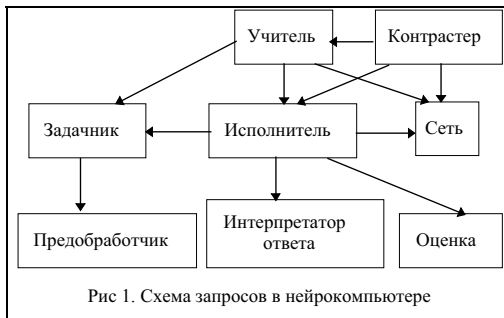 Учитель
Контрастер
Задачник
Исполнитель
Сеть
Предобработчик
Интерпретатор
ответа
Оценка
Рис 1. Схема запросов в нейрокомпьютере